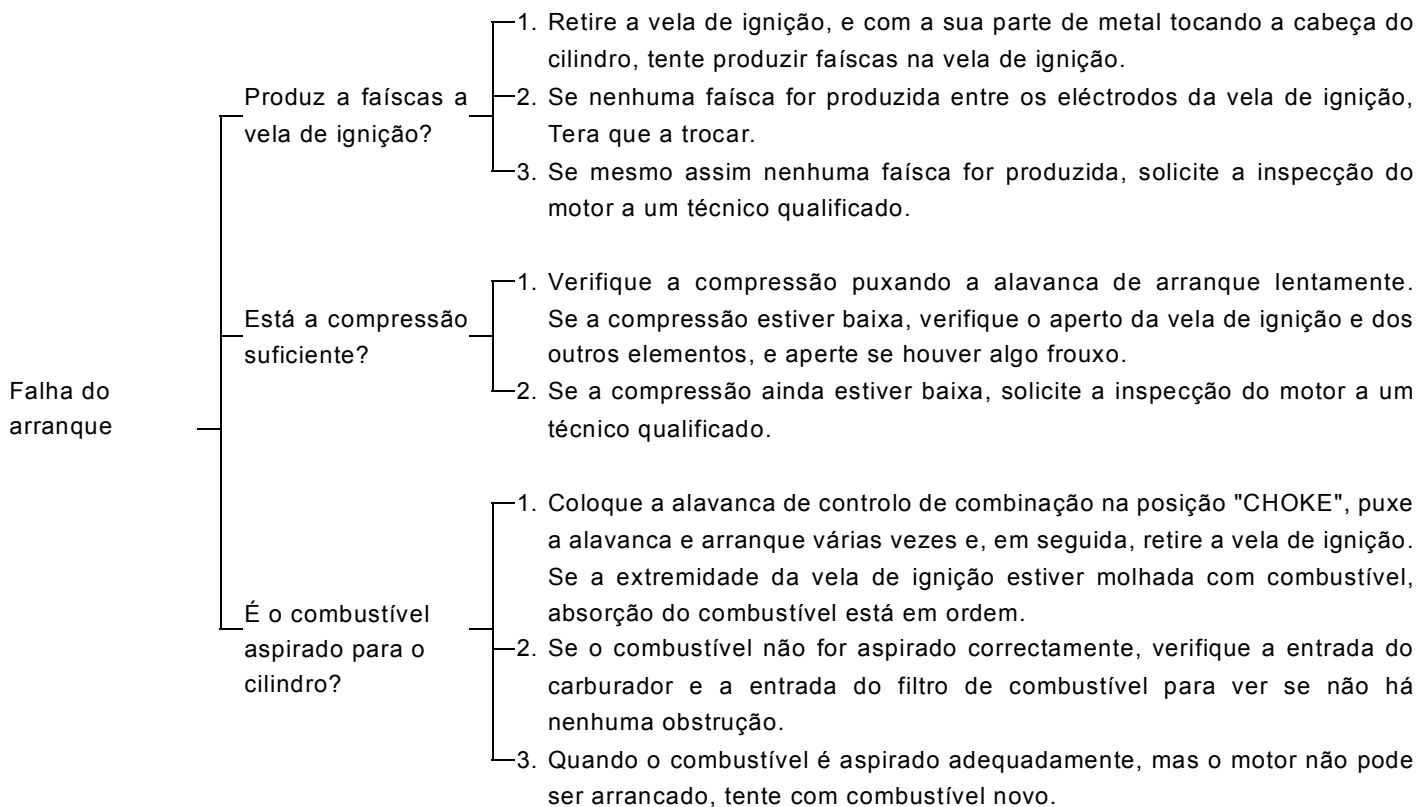 Falha do
arranque
Produz a faíscas a
vela de ignição?
1. Retire a vela de ignição, e com a sua parte de metal tocando a cabeça do
cilindro, tente produzir faíscas na vela de ignição.
2. Se nenhuma faísca for produzida entre os eléctrodos da vela de ignição,
Tera que a trocar.
3. Se mesmo assim nenhuma faísca for produzida, solicite a inspecção do
motor a um técnico qualificado.
Está a compressão
suficiente?
1. Verifique a compressão puxando a alavanca de arranque lentamente.
Se a compressão estiver baixa, verifique o aperto da vela de ignição e dos
outros elementos, e aperte se houver algo frouxo.
2. Se a compressão ainda estiver baixa, solicite a inspecção do motor a um
técnico qualificado.
É o combustível
aspirado para o
cilindro?
1. Coloque a alavanca de controlo de combinação na posição "CHOKE", puxe
a alavanca e arranque várias vezes e, em seguida, retire a vela de ignição.
Se a extremidade da vela de ignição estiver molhada com combustível,
absorção do combustível está em ordem.
2. Se o combustível não for aspirado correctamente, verifique a entrada do
carburador e a entrada do filtro de combustível para ver se não há
nenhuma obstrução.
3. Quando o combustível é aspirado adequadamente, mas o motor não pode
ser arrancado, tente com combustível novo.